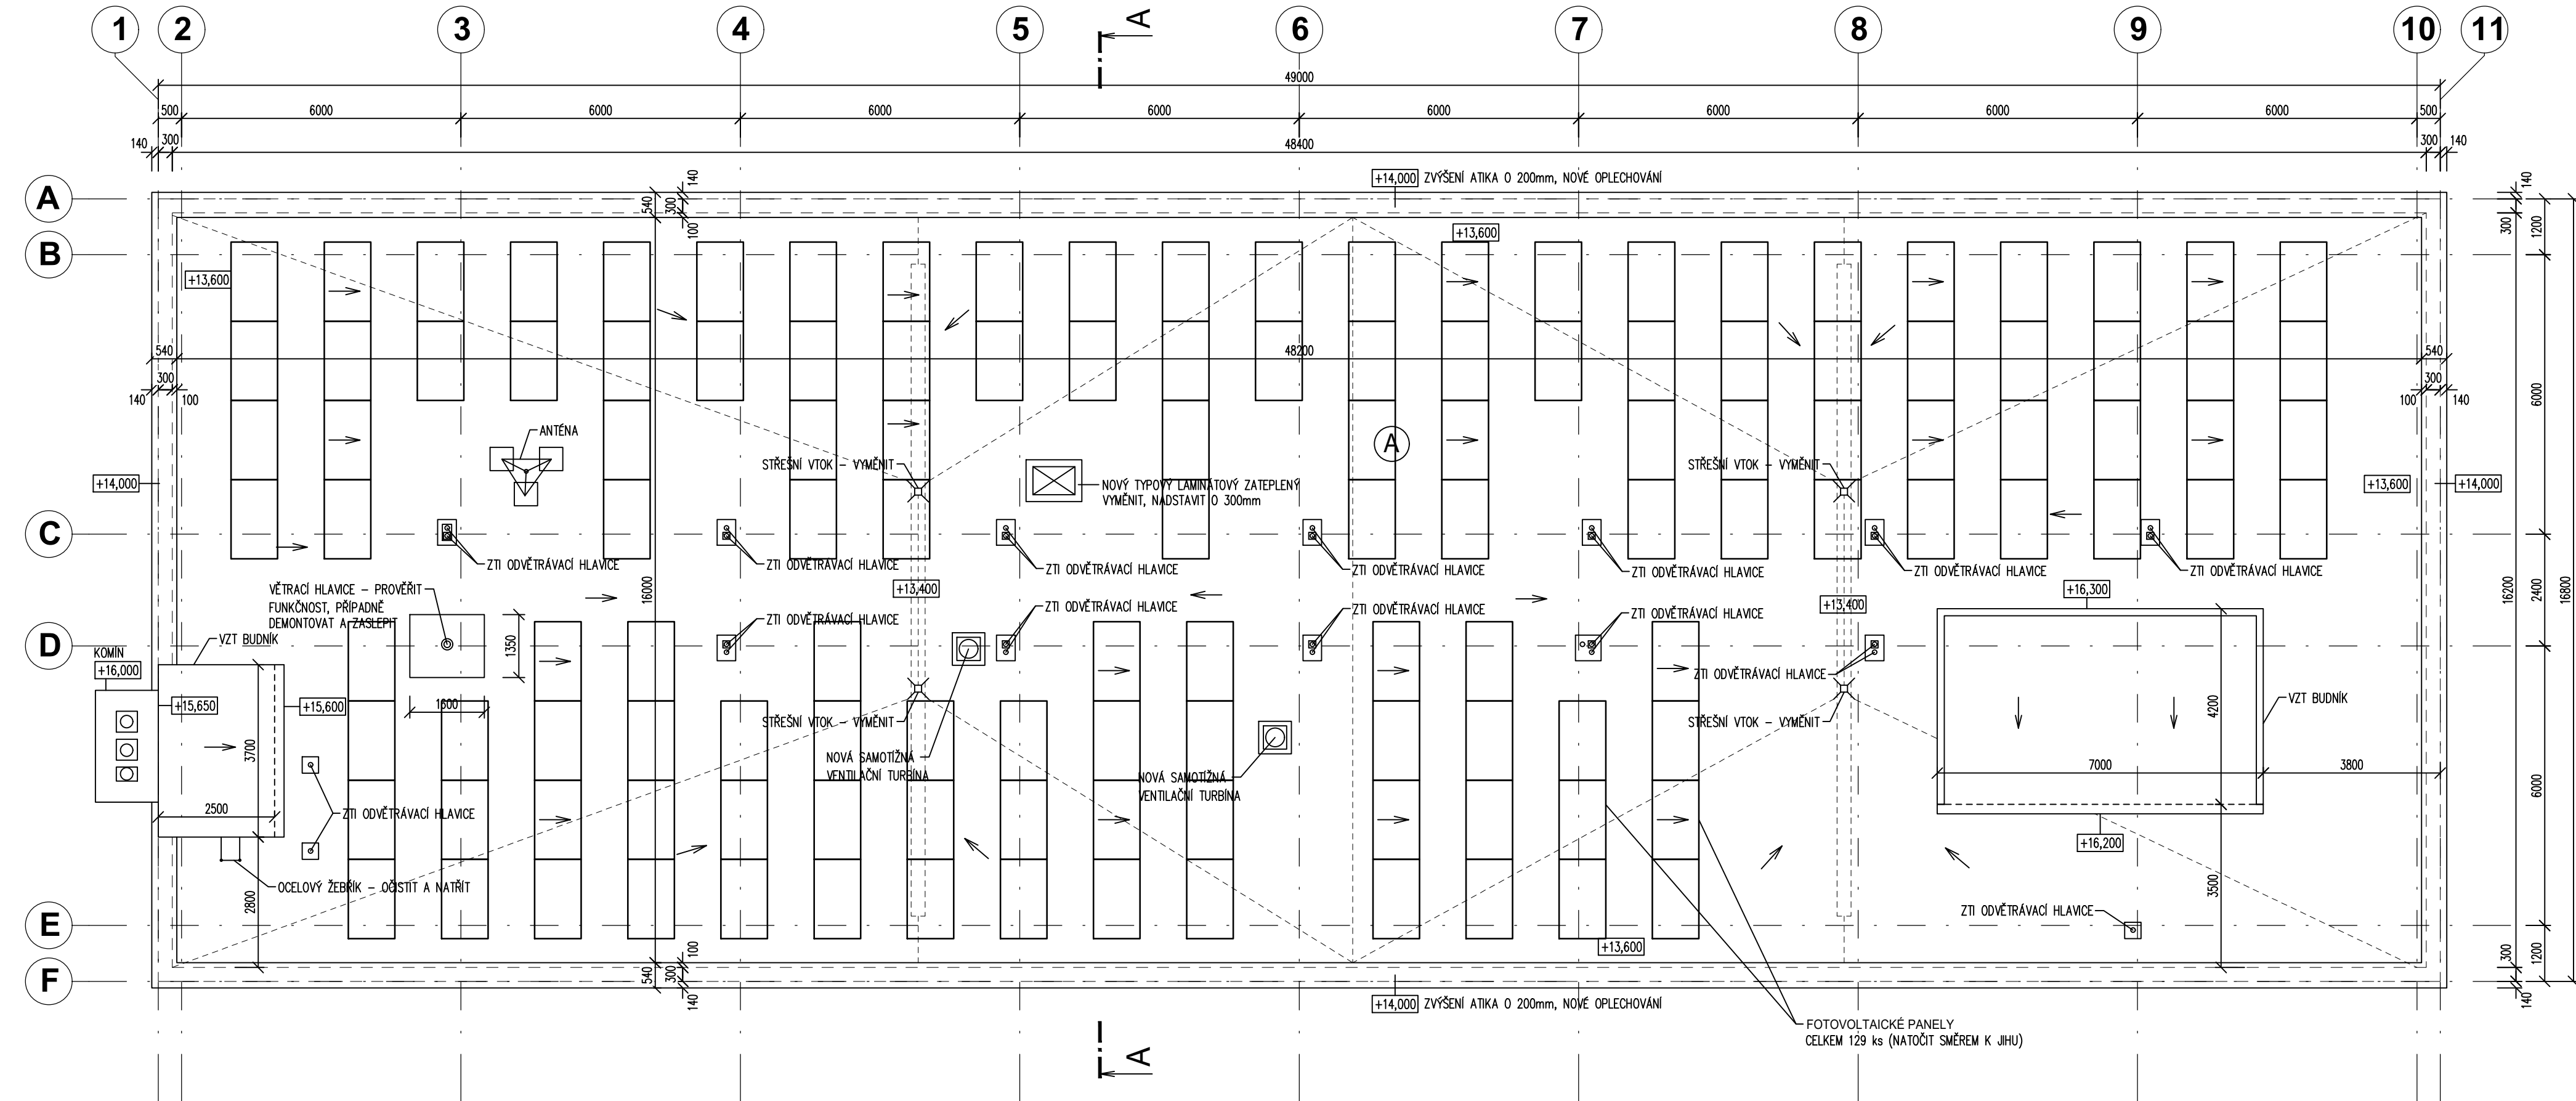 1 2 3 4 5 6 7 8 9 10 11
A
49000
500 6000 6000 6000 6000 6000 6000 6000 6000 500
140 300 48400 300 140
A
+14,000 ZVÝŠENÍ ATIKA O 200mm, NOVÉ OPLECHOVÁNÍ
140
540 300
100
140
300 1200
B
+13,600
+13,600
540 48200 540
300 300
140 100 100 140
6000
ANTÉNA
A
STŘEŠNÍ VTOK – VYMĚNIT
STŘEŠNÍ VTOK – VYMĚNIT
+14,000
NOVÝ TYPOVÝ LAMINÁTOVÝ ZATEPLENÝ
VYMĚNIT, NADSTAVIT O 300mm
+13,600
+14,000
C
ZTI ODVĚTRÁVACÍ HLAVICE
ZTI ODVĚTRÁVACÍ HLAVICE
ZTI ODVĚTRÁVACÍ HLAVICE
ZTI ODVĚTRÁVACÍ HLAVICE
ZTI ODVĚTRÁVACÍ HLAVICE
ZTI ODVĚTRÁVACÍ HLAVICE
ZTI ODVĚTRÁVACÍ HLAVICE
VĚTRACÍ HLAVICE – PROVĚŘIT
FUNKČNOST, PŘÍPADNĚ
DEMONTOVAT A ZASLEPIT
16000
+13,400
+13,400
+16,300
16200 2400 16800
ZTI ODVĚTRÁVACÍ HLAVICE
ZTI ODVĚTRÁVACÍ HLAVICE
ZTI ODVĚTRÁVACÍ HLAVICE
ZTI ODVĚTRÁVACÍ HLAVICE
D
VZT BUDNÍK
1350
KOMÍN
+16,000
ZTI ODVĚTRÁVACÍ HLAVICE
+15,650
+15,600
1600
STŘEŠNÍ VTOK – VYMĚNIT
STŘEŠNÍ VTOK – VYMĚNIT
4200
VZT BUDNÍK
3700
NOVÁ SAMOTÍŽNÁ
VENTILAČNÍ TURBÍNA
NOVÁ SAMOTÍŽNÁ
VENTILAČNÍ TURBÍNA
7000 3800
6000
2500
ZTI ODVĚTRÁVACÍ HLAVICE
+16,200
OCELOVÝ ŽEBŘÍK – OČISTIT A NATŘÍT
2800
3500
ZTI ODVĚTRÁVACÍ HLAVICE
E
+13,600
100
540 300
140
300 1200
140
F
+14,000 ZVÝŠENÍ ATIKA O 200mm, NOVÉ OPLECHOVÁNÍ
FOTOVOLTAICKÉ PANELY
CELKEM 129 ks (NATOČIT SMĚREM K JIHU)
A